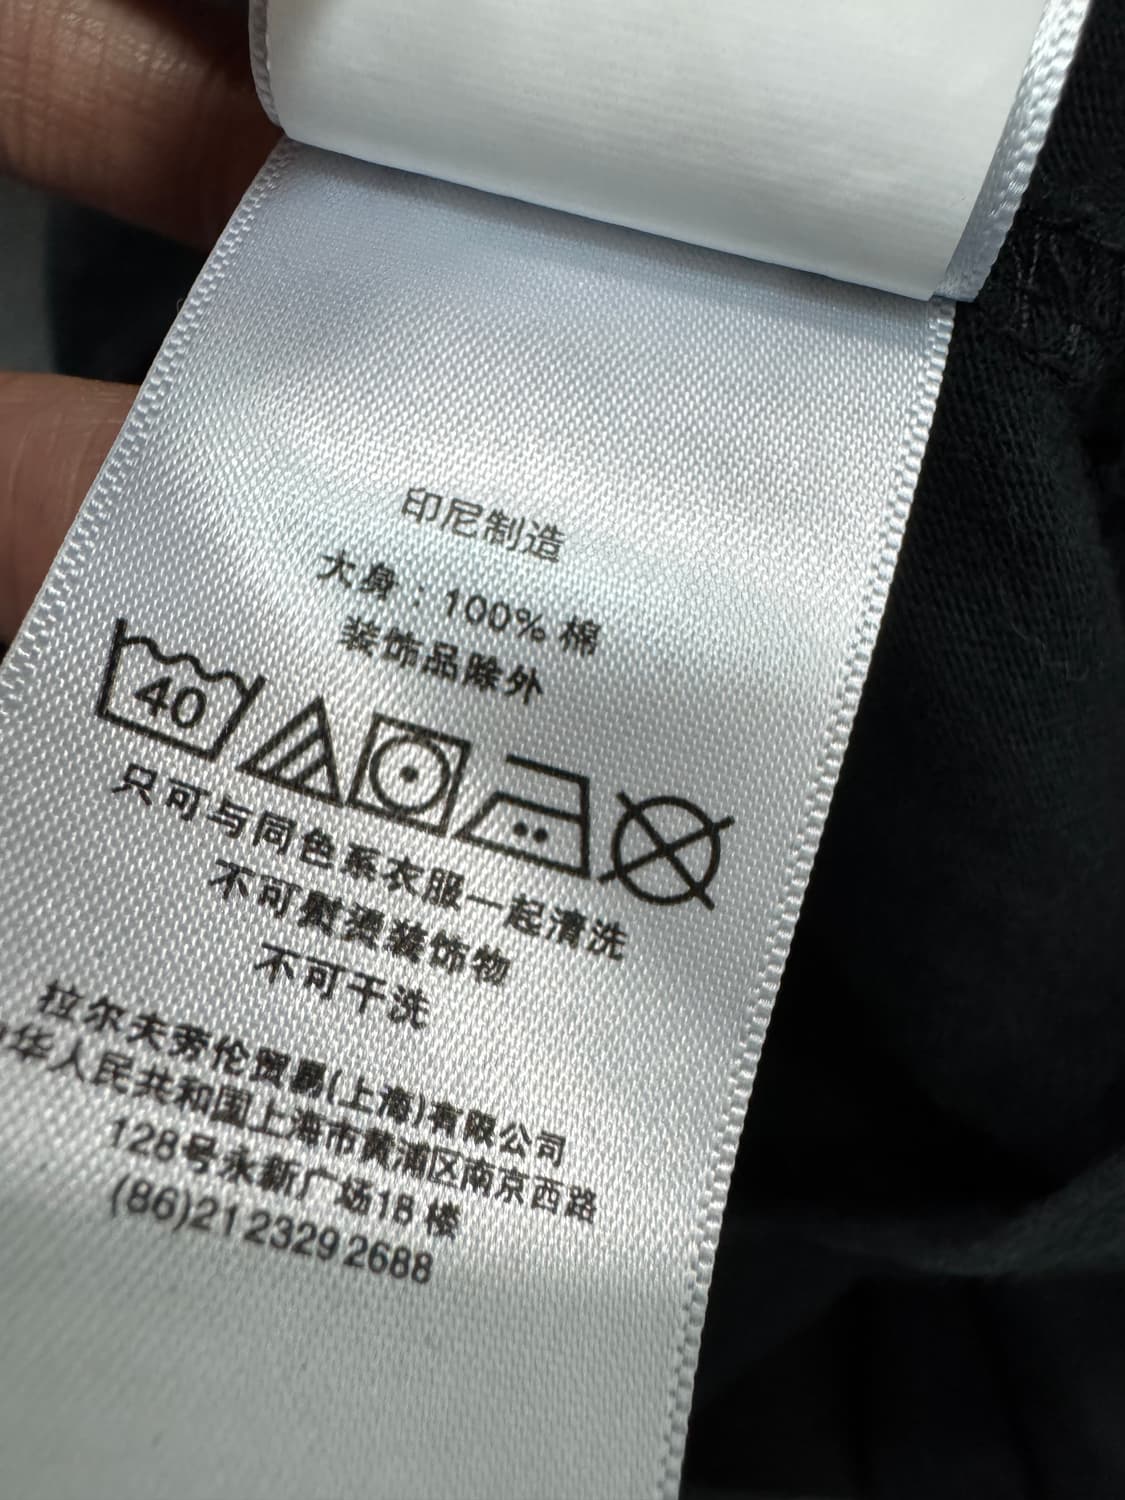 印尼制造
大身：100% 棉
装饰品除外
40
只可与同色系衣服一起清洗
不可熨烫装饰物
不可干洗
拉尔夫劳伦贸易(上海)有限公司
中华人民共和国上海市黄浦区南京西路
128号永新广场18 楼
(86)21 2329 2688